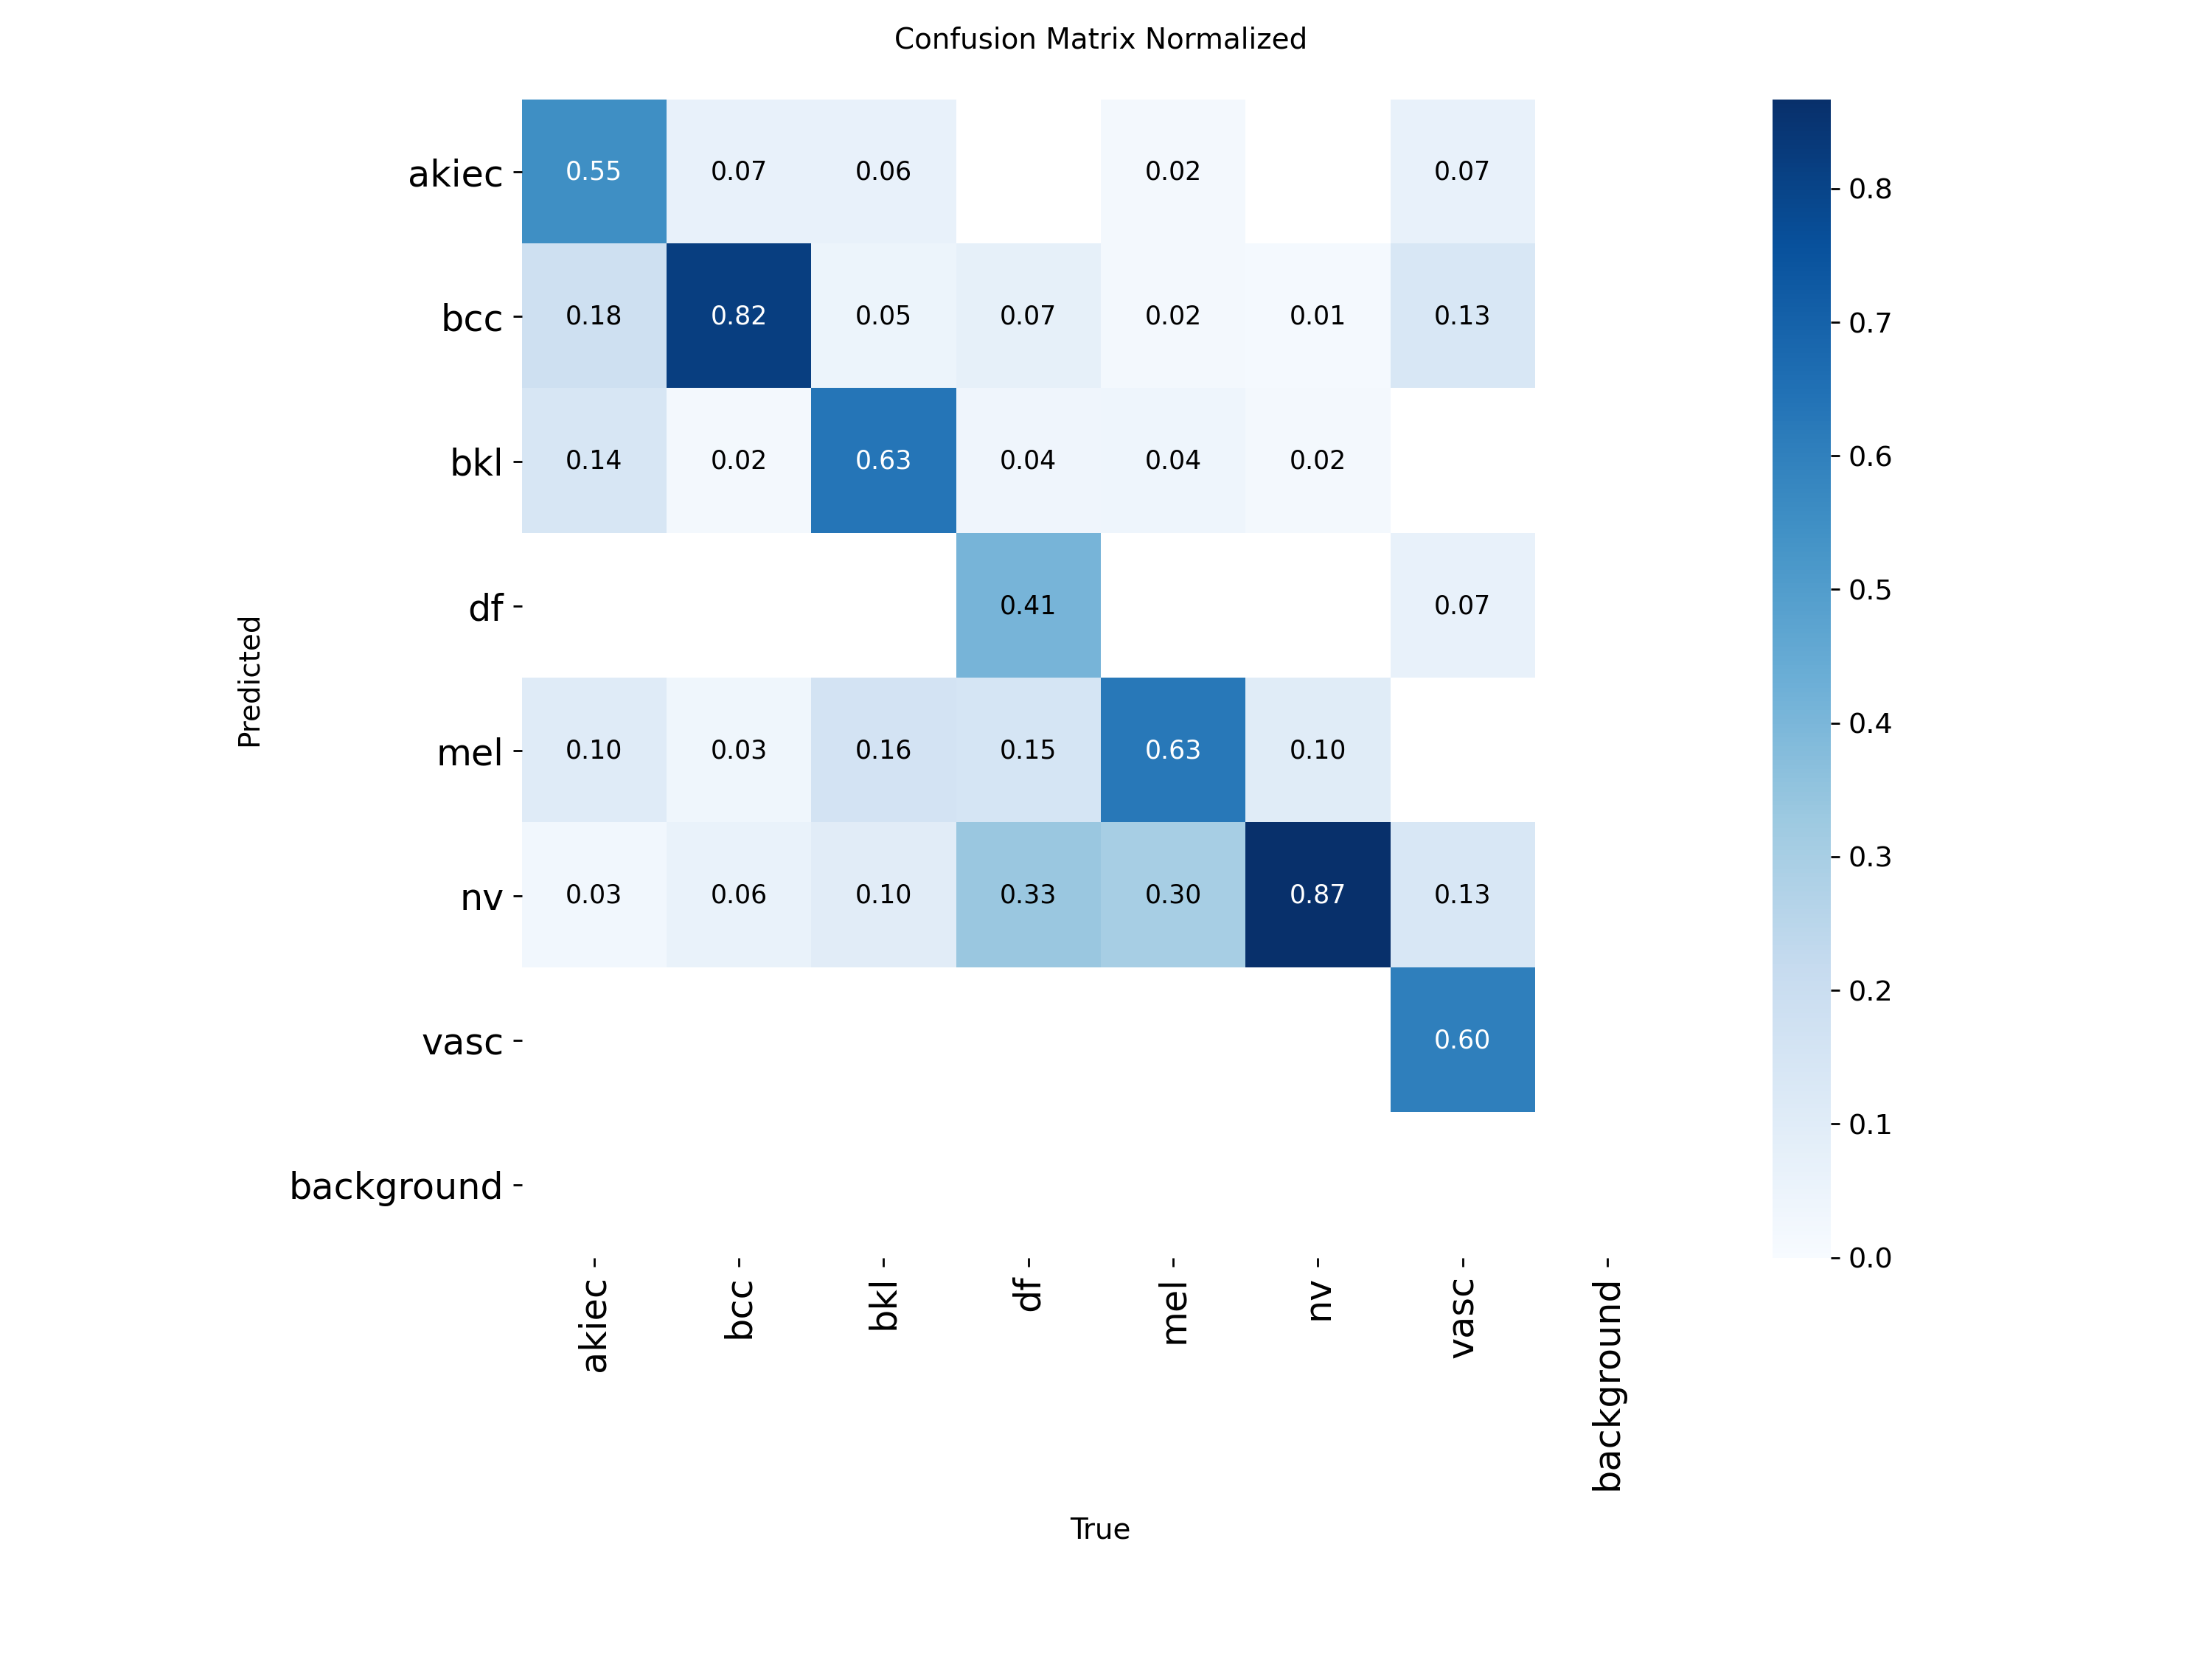 Confusion Matrix Normalized
akiec 0.55 0.07 0.06 0.02 0.07
bcc 0.18 0.82 0.05 0.07 0.02 0.01 0.13
bkl 0.14 0.02 0.63 0.04 0.04 0.02
df 0.41 0.07
mel 0.10 0.03 0.16 0.15 0.63 0.10
nv 0.03 0.06 0.10 0.33 0.30 0.87 0.13
vasc 0.60
background
Predicted
akiec bcc bkl df mel nv vasc background
True
0.8
0.7
0.6
0.5
0.4
0.3
0.2
0.1
0.0